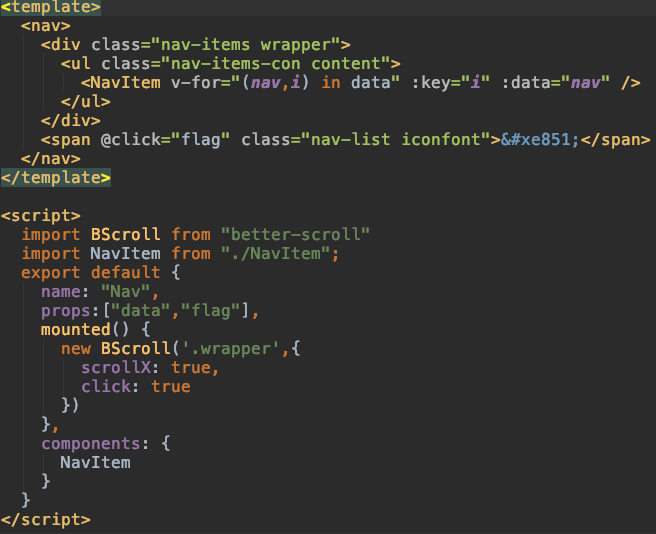 <template>
  <nav>
    <div class="nav-items wrapper">
      <ul class="nav-items-con content">
        <NavItem v-for="(nav,i) in data" :key="i" :data="nav" />
      </ul>
    </div>
    <span @click="flag" class="nav-list iconfont">&#xe851;</span>
  </nav>
</template>

<script>
  import BScroll from "better-scroll"
  import NavItem from "./NavItem";
  export default {
    name: "Nav",
    props:["data","flag"],
    mounted() {
      new BScroll('.wrapper',{
        scrollX: true,
        click: true
      })
    },
    components: {
      NavItem
    }
  }
</script>